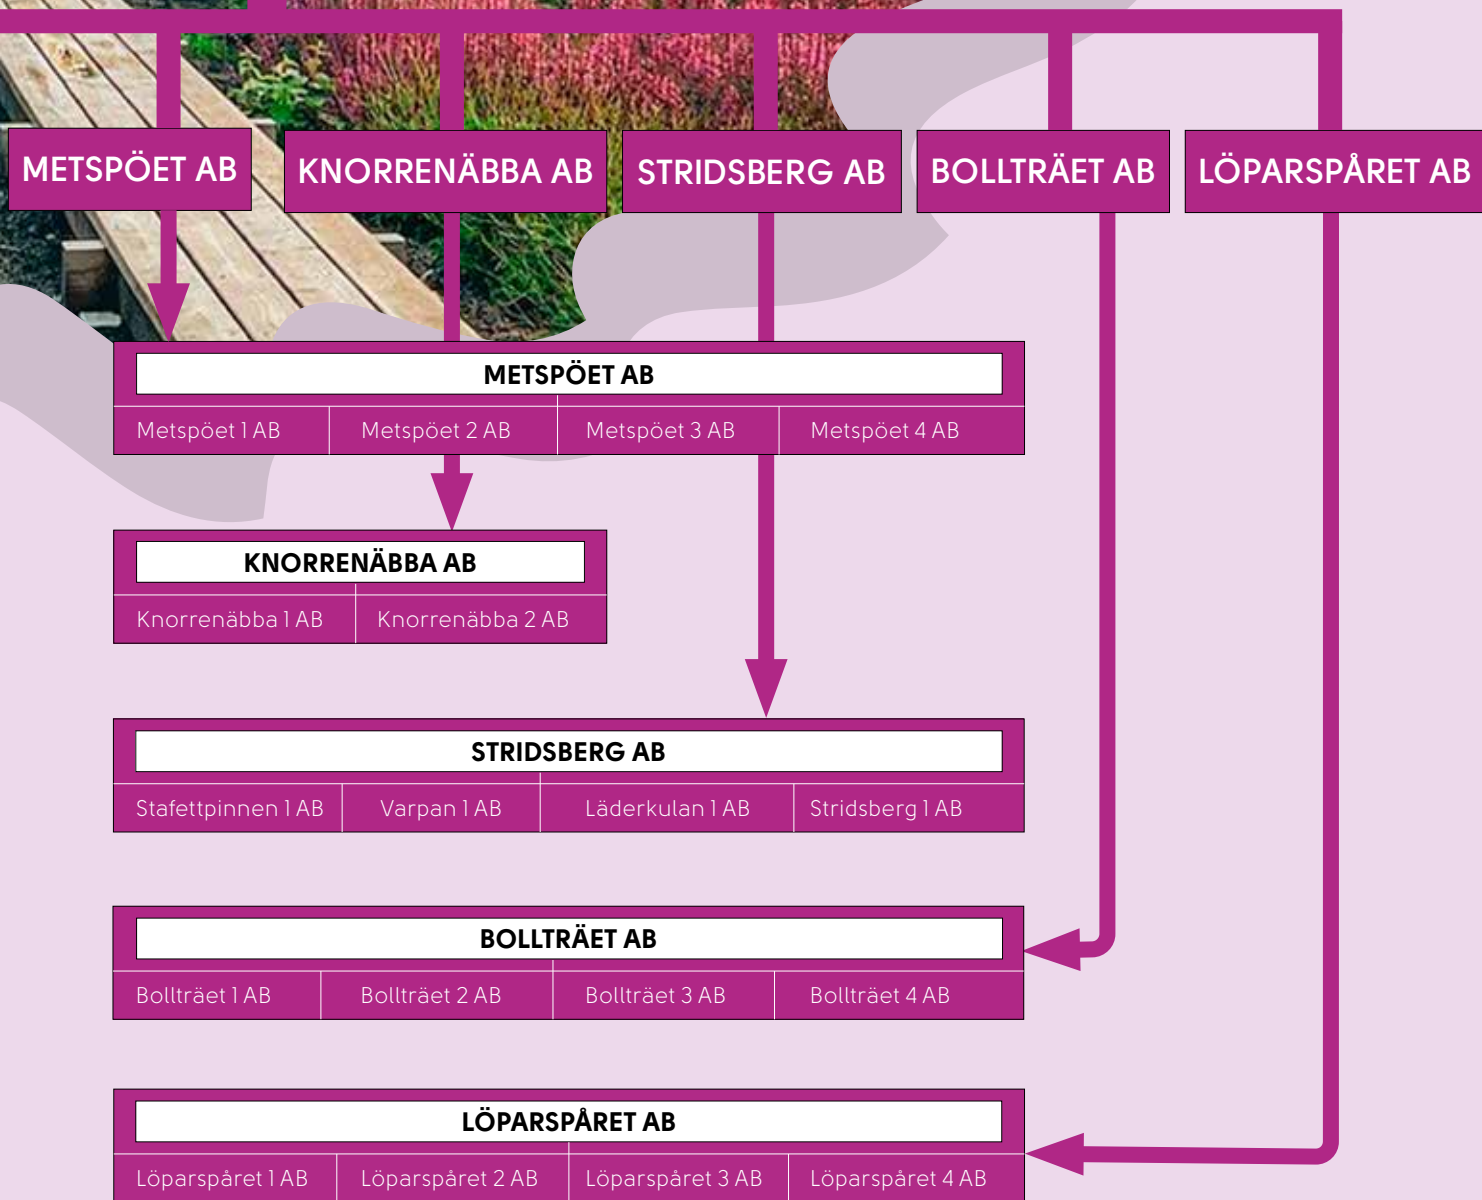 METSPÖET AB
KNORRENÄBBA AB
STRIDSBERG AB
BOLLTRÄET AB
LÖPARSPÅRET AB
METSPÖET AB
Metspöet 1 AB
Metspöet 2 AB
Metspöet 3 AB
Metspöet 4 AB
KNORRENÄBBA AB
Knorrenäbba 1 AB
Knorrenäbba 2 AB
STRIDSBERG AB
Stafettpinnen 1 AB
Varpan 1 AB
Läderkulan 1 AB
Stridsberg 1 AB
BOLLTRÄET AB
Bollträet 1 AB
Bollträet 2 AB
Bollträet 3 AB
Bollträet 4 AB
LÖPARSPÅRET AB
Löparspåret 1 AB
Löparspåret 2 AB
Löparspåret 3 AB
Löparspåret 4 AB